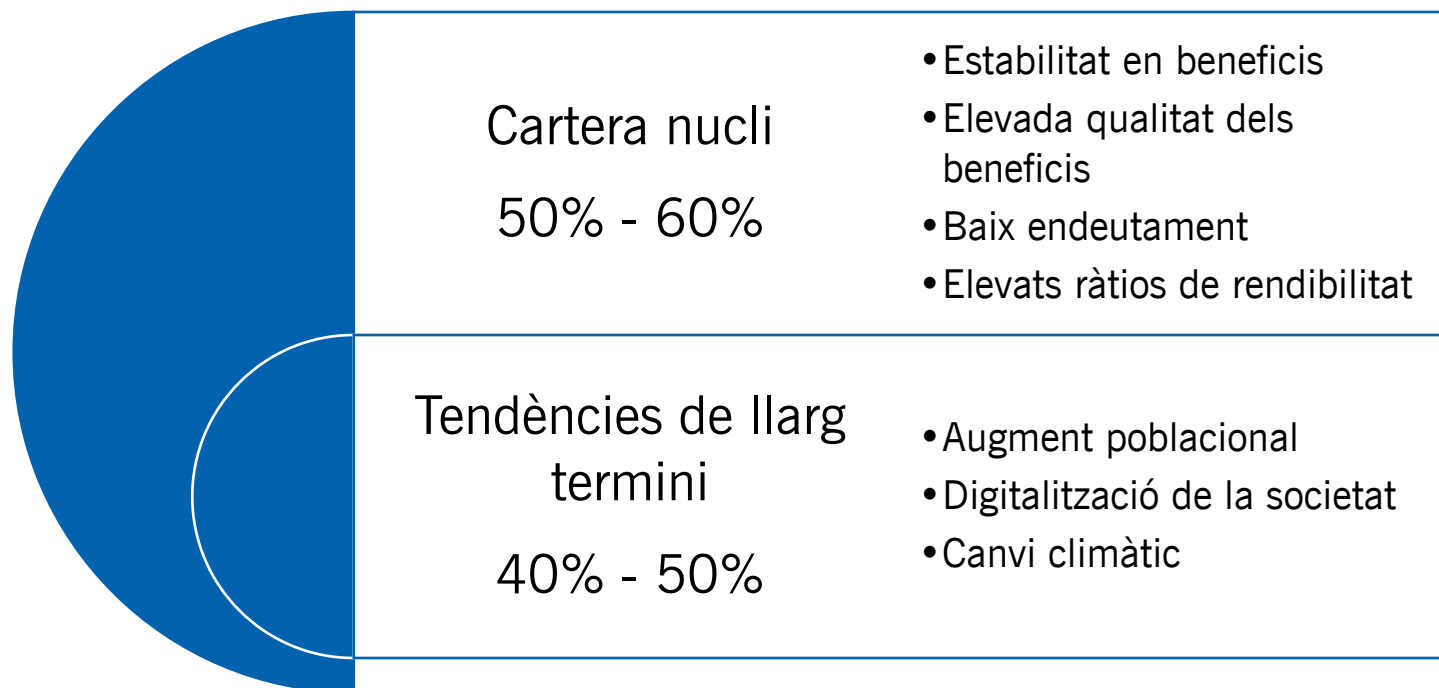 Cartera nucli
50% - 60%
•Estabilitat en beneficis
•Elevada qualitat dels
beneficis
•Baix endeutament
•Elevats ràtios de rendibilitat
Tendències de llarg
termini
40% - 50%
•Augment poblacional
•Digitalització de la societat
•Canvi climàtic